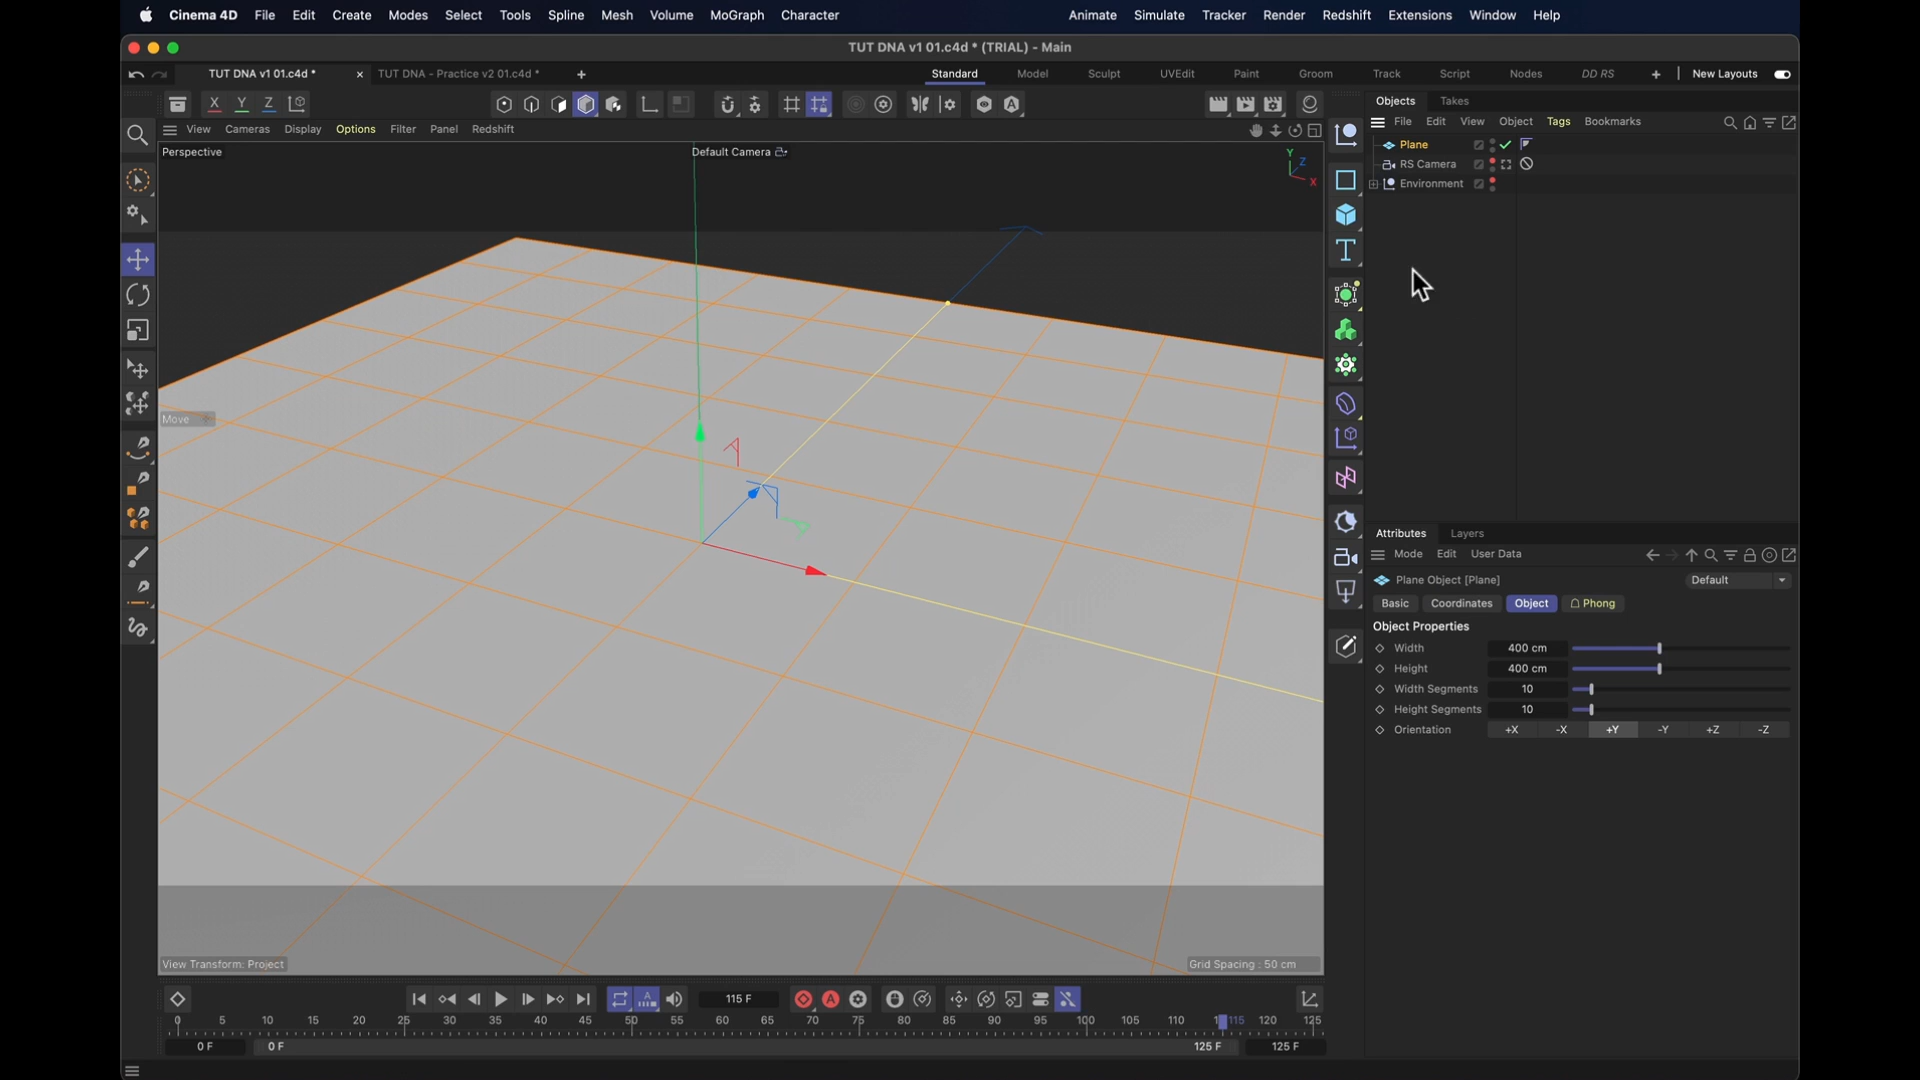 Cinema 4D File Edit Create Modes Select Tools Spline Mesh Volume MoGraph Character Animate Simulate Tracker Render Redshift Extensions Window Help
TUT DNA v1 01.c4d * (TRIAL) - Main
TUT DNA v1 01.c4d * TUT DNA - Practice v2 01.c4d * Standard Model Sculpt UVEdit Paint Groom Track Script Nodes DD RS New Layouts
X Y Z
Objects Takes
File Edit View Object Tags Bookmarks
View Cameras Display Options Filter Panel Redshift
Perspective
Default Camera
Y
Z
X
Plane
RS Camera
Environment
Move
Attributes Layers
Mode Edit User Data
Plane Object [Plane] Default
Basic Coordinates Object Phong
Object Properties
Width 400 cm
Height 400 cm
Width Segments 10
Height Segments 10
Orientation +X -X +Y -Y +Z -Z
View Transform: Project
Grid Spacing : 50 cm
115 F
0 5 10 15 20 25 30 35 40 45 50 55 60 65 70 75 80 85 90 95 100 105 110 115 120 125
0 F 0 F 125 F 125 F